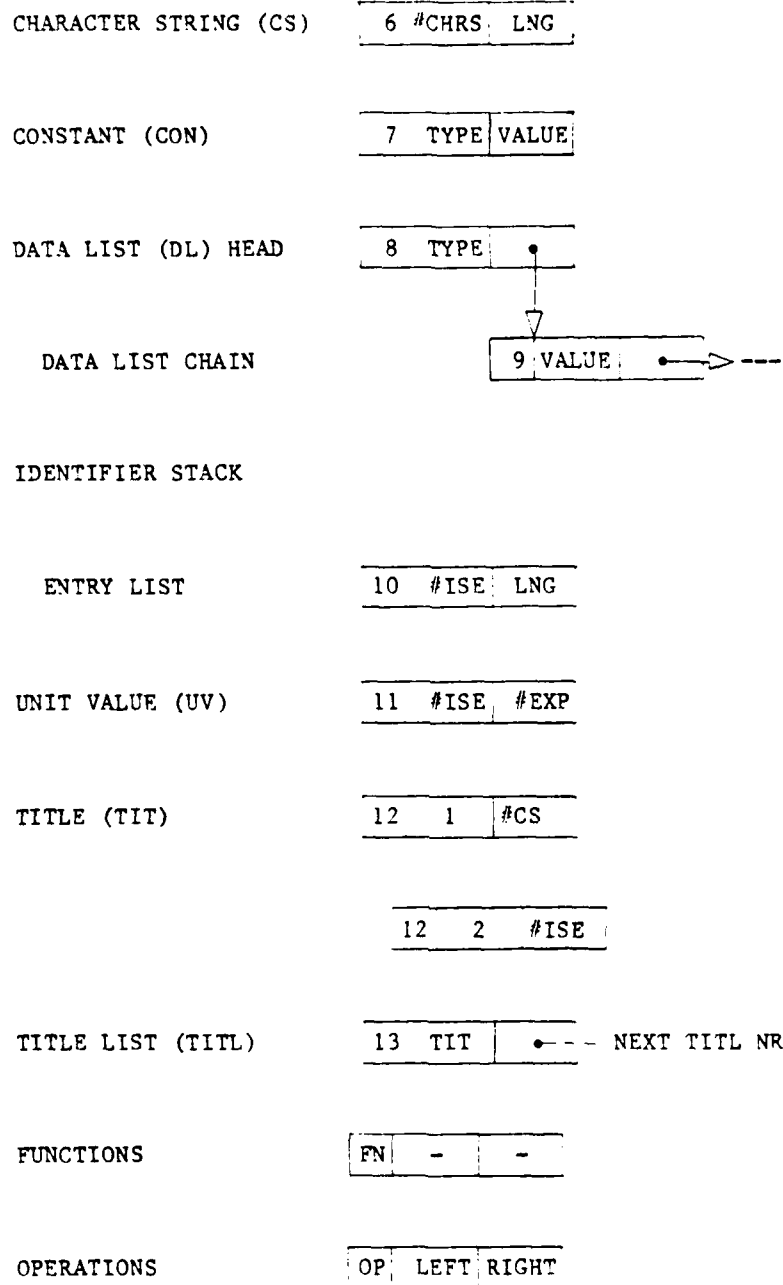 CHARACTER STRING (CS) 6 #CHRS LNG
CONSTANT (CON) 7 TYPE VALUE
DATA LIST (DL) HEAD 8 TYPE
DATA LIST CHAIN 9 VALUE
IDENTIFIER STACK
ENTRY LIST 10 #ISE LNG
UNIT VALUE (UV) 11 #ISE #EXP
TITLE (TIT) 12 1 #CS
12 2 #ISE
TITLE LIST (TITL) 13 TIT NEXT TITL NR
FUNCTIONS FN - -
OPERATIONS OP LEFT RIGHT